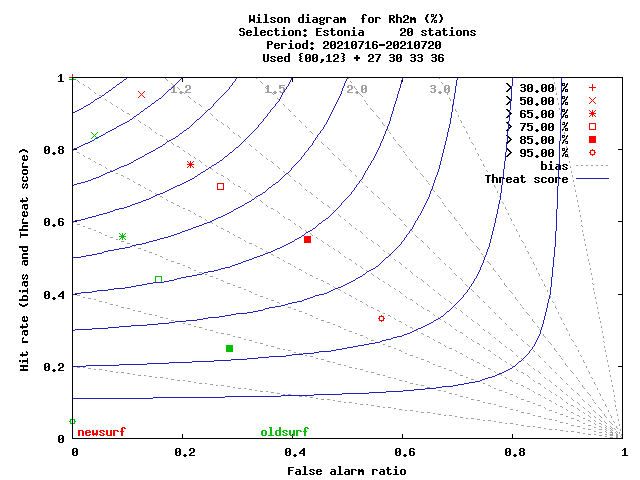 Wilson diagram  for Rh2m (%)
Selection: Estonia     20 stations
Period: 20210716-20210720
Used {00,12} + 27 30 33 36
1.2 1.5 2.0 3.0
> 30.00 %
> 50.00 %
> 65.00 %
> 75.00 %
> 85.00 %
> 95.00 %
bias
Threat score
1
0.8
0.6
0.4
0.2
0
Hit rate (bias and Threat score)
newsurf oldsurf
0 0.2 0.4 0.6 0.8 1
False alarm ratio